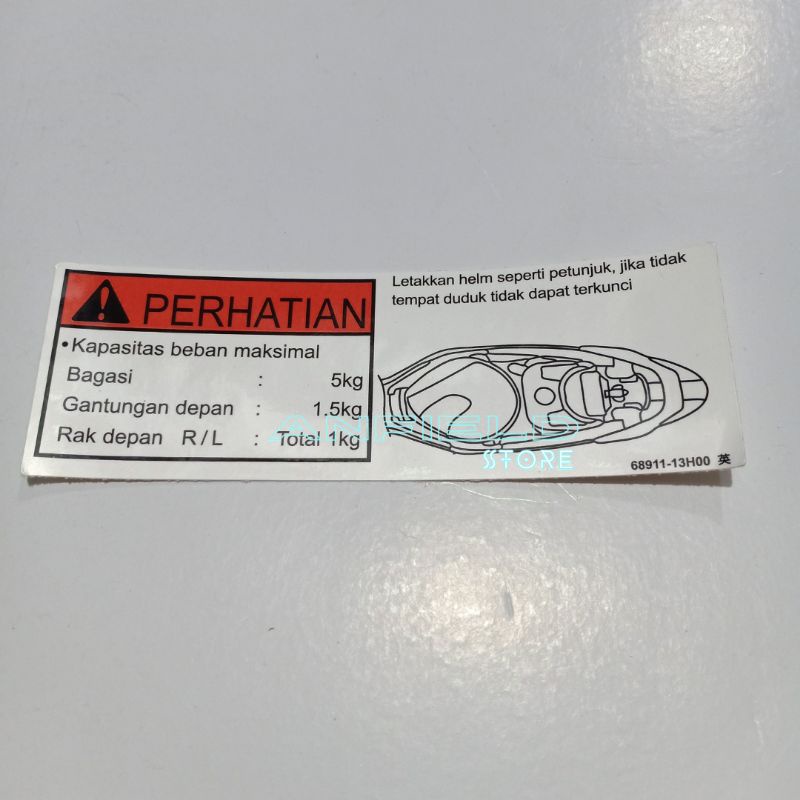 PERHATIAN
•Kapasitas beban maksimal
Bagasi : 5kg
Gantungan depan : 1.5kg
Rak depan R/L : Total 1kg
Letakkan helm seperti petunjuk, jika tidak
tempat duduk tidak dapat terkunci
68911-13H00 英
ANFIELD
STORE